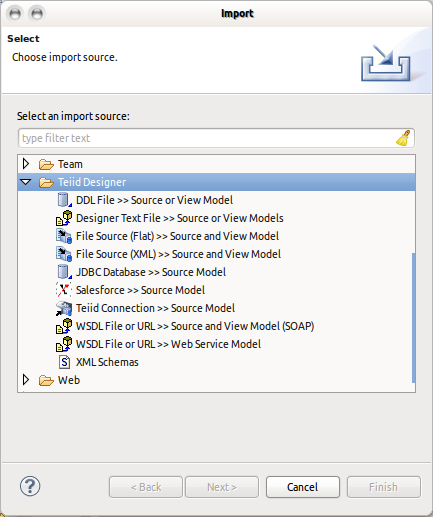 Import
Select
Choose import source.
Select an import source:
type filter text
Team
Teiid Designer
DDL File >> Source or View Model
Designer Text File >> Source or View Models
File Source (Flat) >> Source and View Model
File Source (XML) >> Source and View Model
JDBC Database >> Source Model
Salesforce >> Source Model
Teiid Connection >> Source Model
WSDL File or URL >> Source and View Model (SOAP)
WSDL File or URL >> Web Service Model
XML Schemas
Web
? < Back Next > Cancel Finish